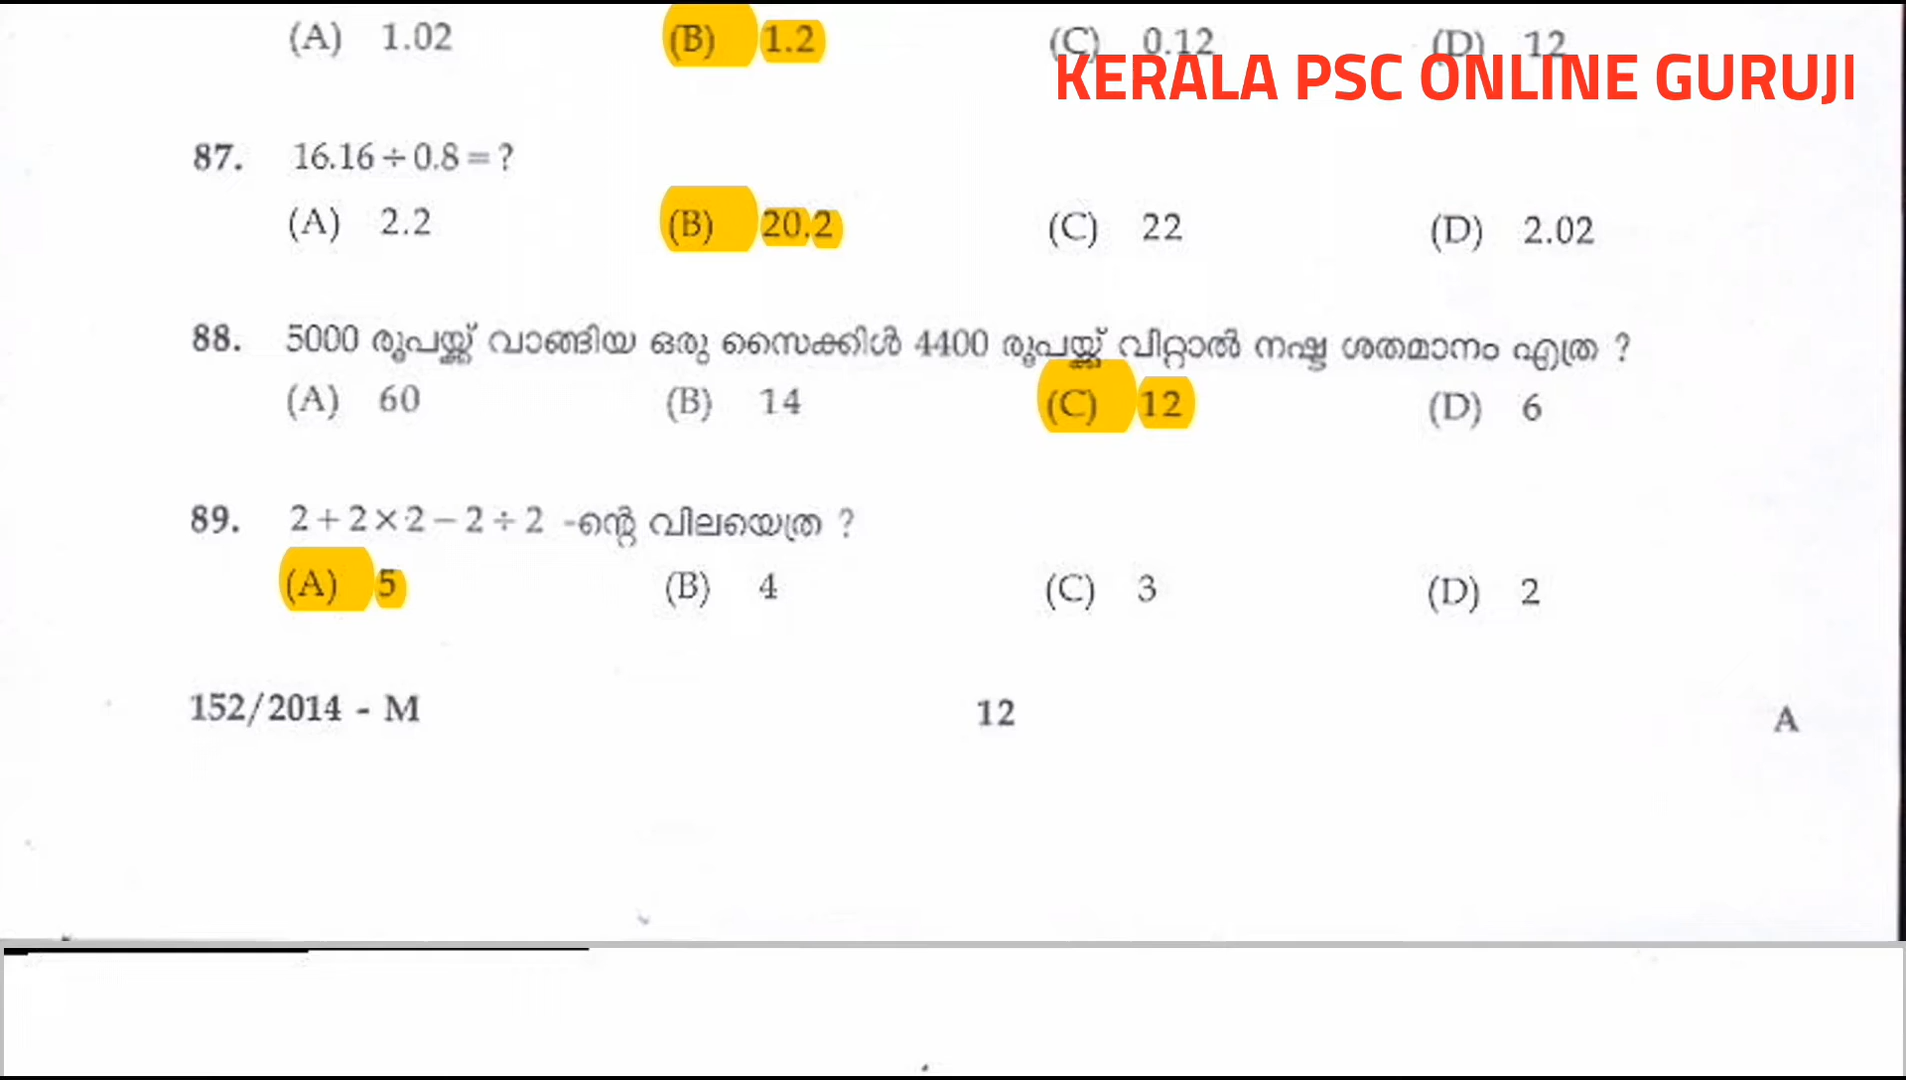 (A) 1.02 (B) 1.2 (C) 0.12 (D) 12
KERALA PSC ONLINE GURUJI
87. 16.16 ÷ 0.8 = ?
(A) 2.2 (B) 20.2 (C) 22 (D) 2.02
88. 5000 രൂപയ്ക്ക് വാങ്ങിയ ഒരു സൈക്കിൾ 4400 രൂപയ്ക്ക് വിറ്റാൽ നഷ്ട ശതമാനം എത്ര ?
(A) 60 (B) 14 (C) 12 (D) 6
89. 2 + 2 × 2 − 2 ÷ 2 -ന്റെ വിലയെത്ര ?
(A) 5 (B) 4 (C) 3 (D) 2
152/2014 - M 12 A